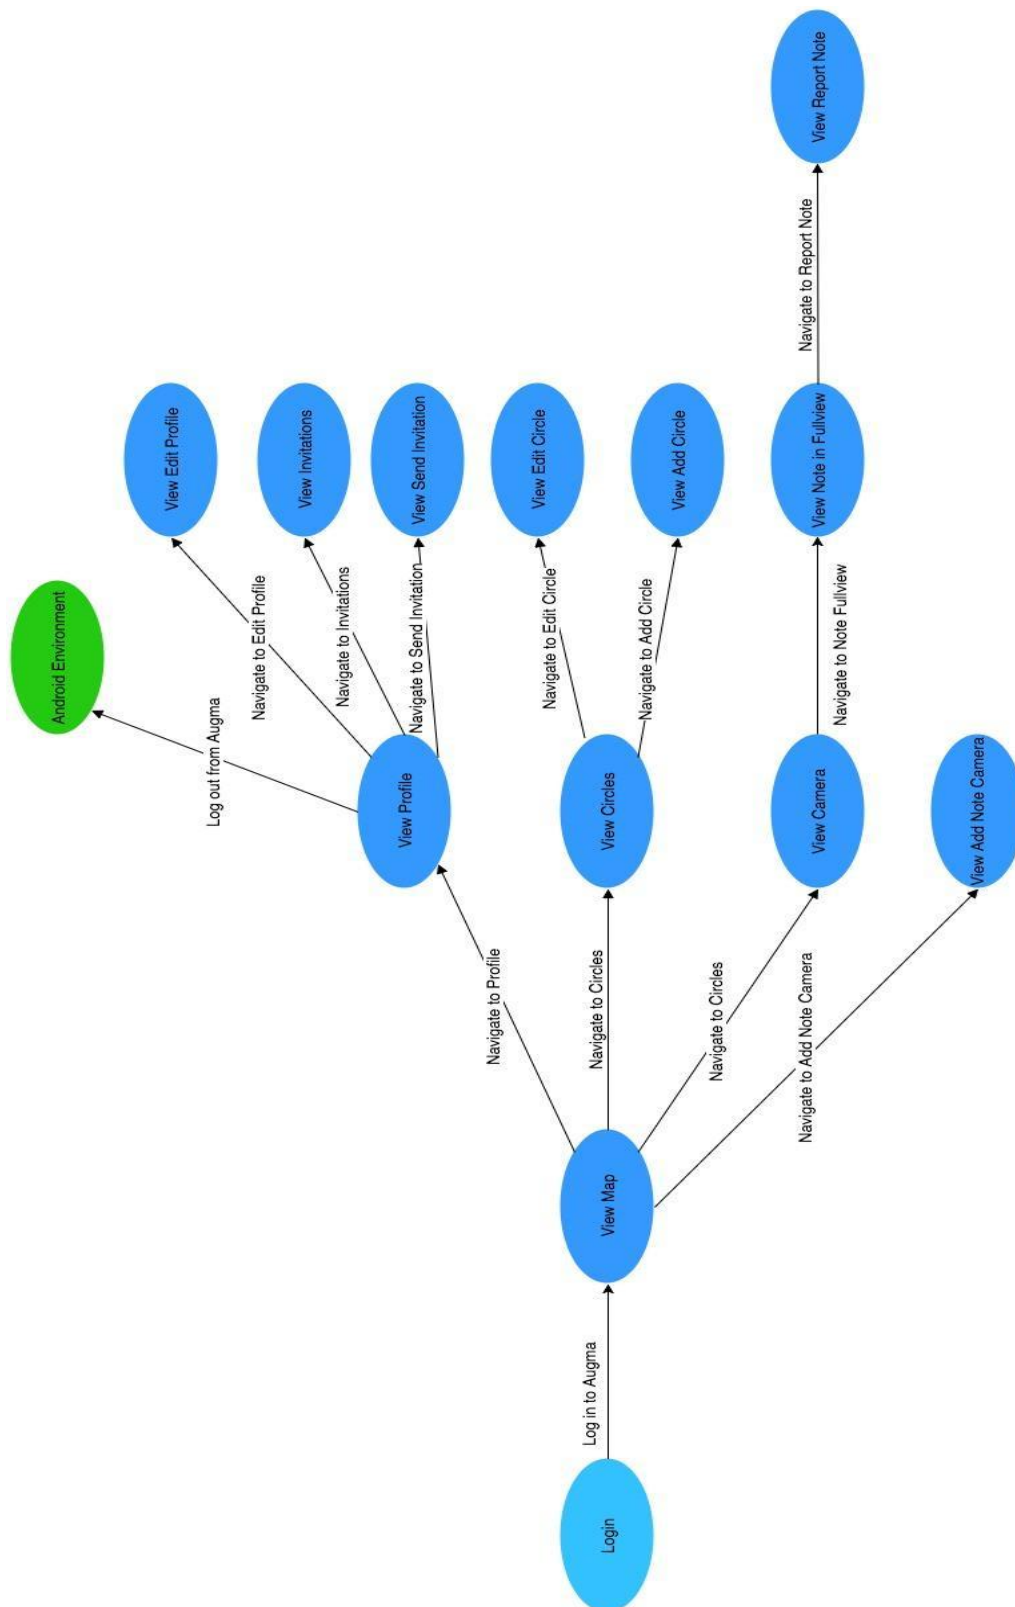 Login
Log in to Augma
View Map
Navigate to Profile
Navigate to Circles
Navigate to Circles
Navigate to Add Note Camera
View Profile
View Circles
View Camera
View Add Note Camera
Log out from Augma
Navigate to Edit Profile
Navigate to Invitations
Navigate to Send Invitation
Navigate to Edit Circle
Navigate to Add Circle
Navigate to Note Fullview
Android Environment
View Edit Profile
View Invitations
View Send Invitation
View Edit Circle
View Add Circle
View Note in Fullview
Navigate to Report Note
View Report Note